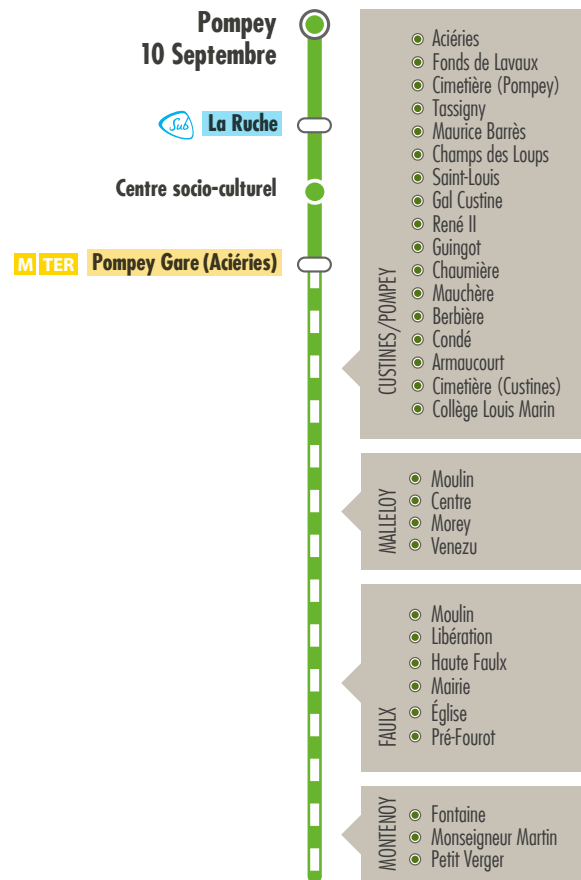 Pompey
10 Septembre
Sub La Ruche
Centre socio-culturel
M TER Pompey Gare (Aciéries)
CUSTINES/POMPEY
Aciéries
Fonds de Lavaux
Cimetière (Pompey)
Tassigny
Maurice Barrès
Champs des Loups
Saint-Louis
Gal Custine
René II
Guingot
Chaumière
Mauchère
Berbière
Condé
Armaucourt
Cimetière (Custines)
Collège Louis Marin
MALLELOY
Moulin
Centre
Morey
Venezu
FAULX
Moulin
Libération
Haute Faulx
Mairie
Église
Pré-Fourot
MONTENOY
Fontaine
Monseigneur Martin
Petit Verger